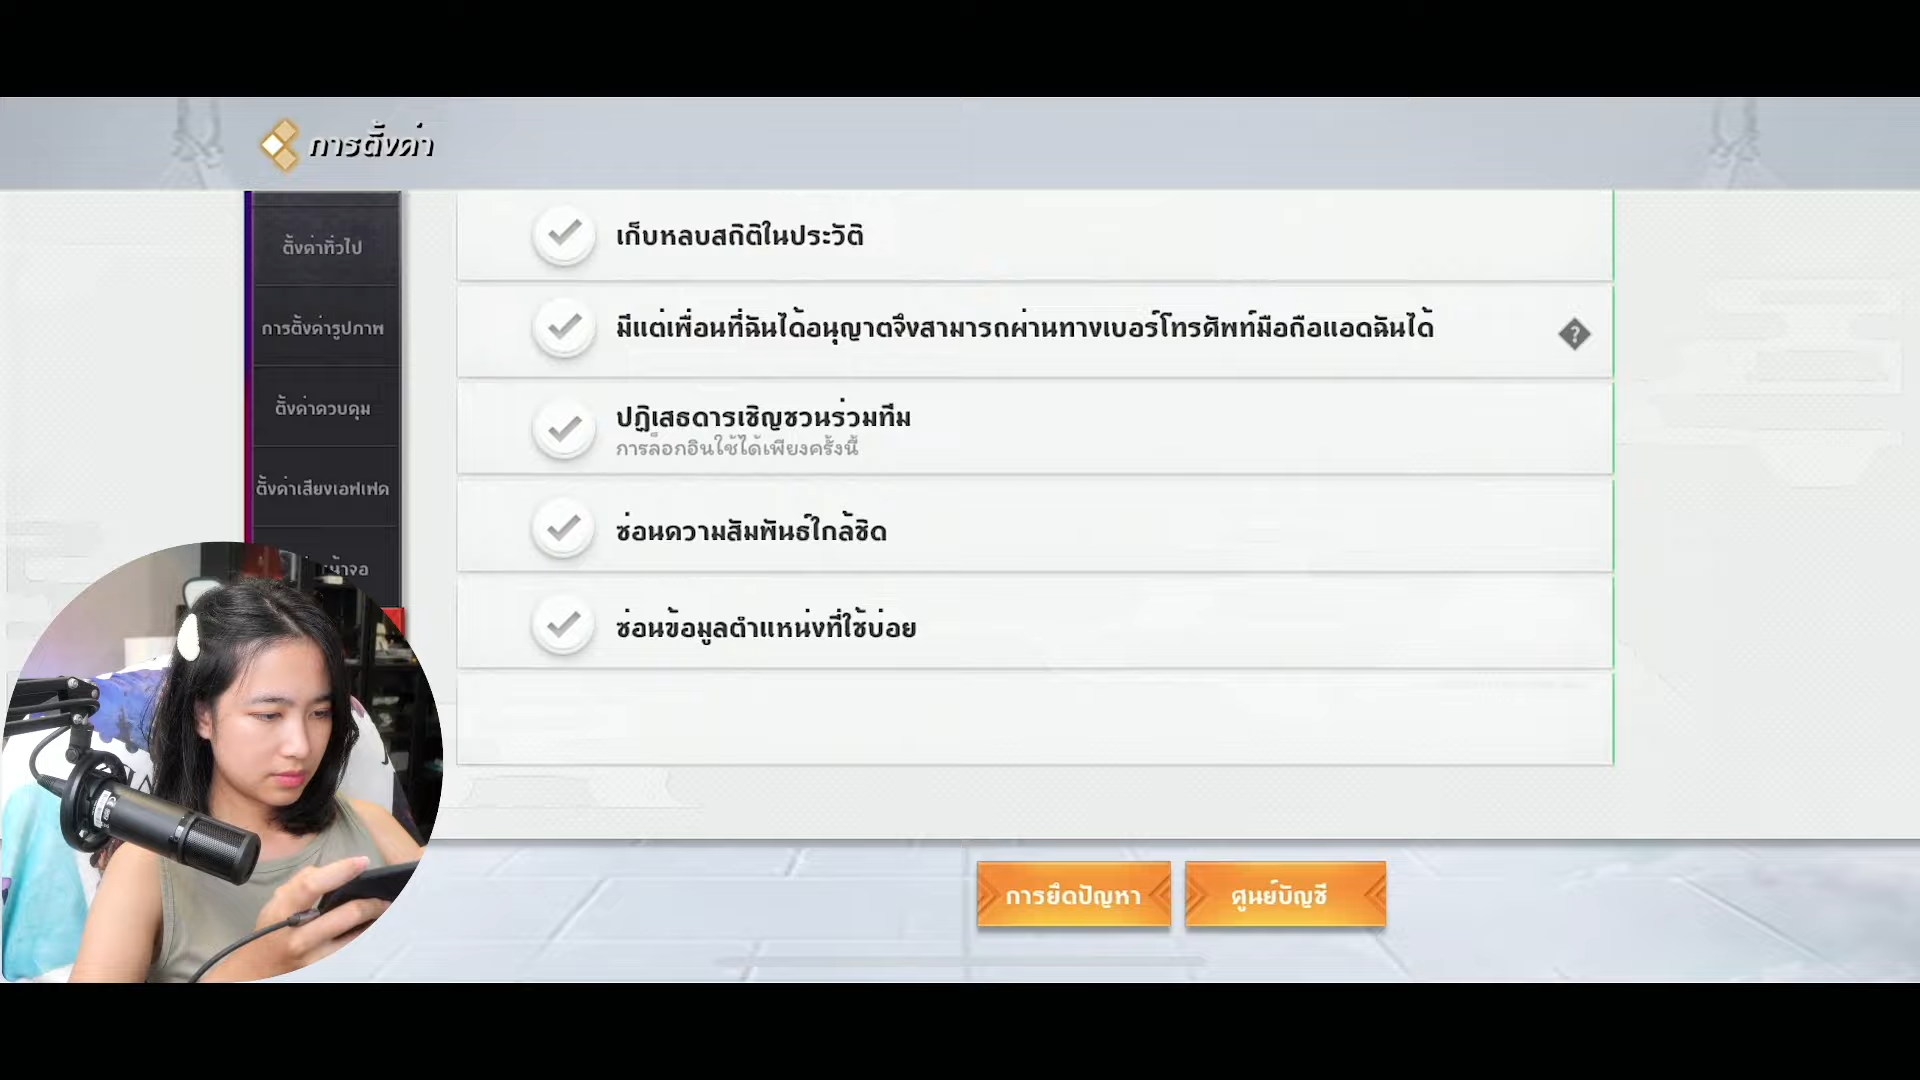 การตั้งค่า
ตั้งค่าทั่วไป
การตั้งค่ารูปภาพ
ตั้งค่าควบคุม
ตั้งค่าเสียงเอฟเฟค
น้าจอ
เก็บหลบสถิติในประวัติ
มีแต่เพื่อนที่ฉันได้อนุญาตจึงสามารถผ่านทางเบอร์โทรศัพท์มือถือแอดฉันได้
?
ปฏิเสธการเชิญชวนร่วมทีม
การล็อกอินใช้ได้เพียงครั้งนี้
ซ่อนความสัมพันธ์ใกล้ชิด
ซ่อนข้อมูลตำแหน่งที่ใช้บ่อย
การยึดปัญหา
ศูนย์บัญชี